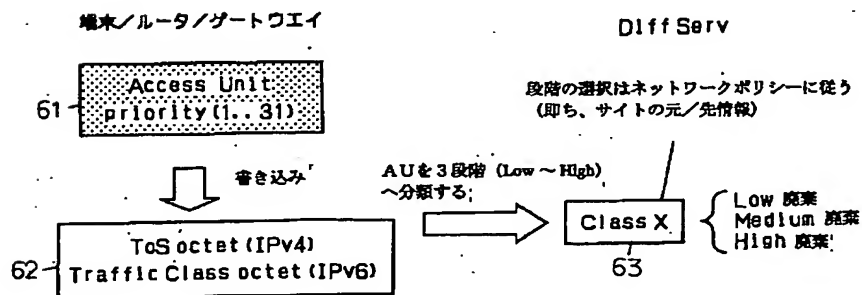 端末／ルータ／ゲートウエイ
DiffServ
61
Access Unit
priority(1..31)
段階の選択はネットワークポリシーに従う
(即ち、サイトの元／先情報)
書き込み
AUを3段階 (Low～High)
へ分類する;
62
ToS octet (IPv4)
Traffic Class octet (IPv6)
Class X
63
Low 廃棄
Medium 廃棄
High 廃棄